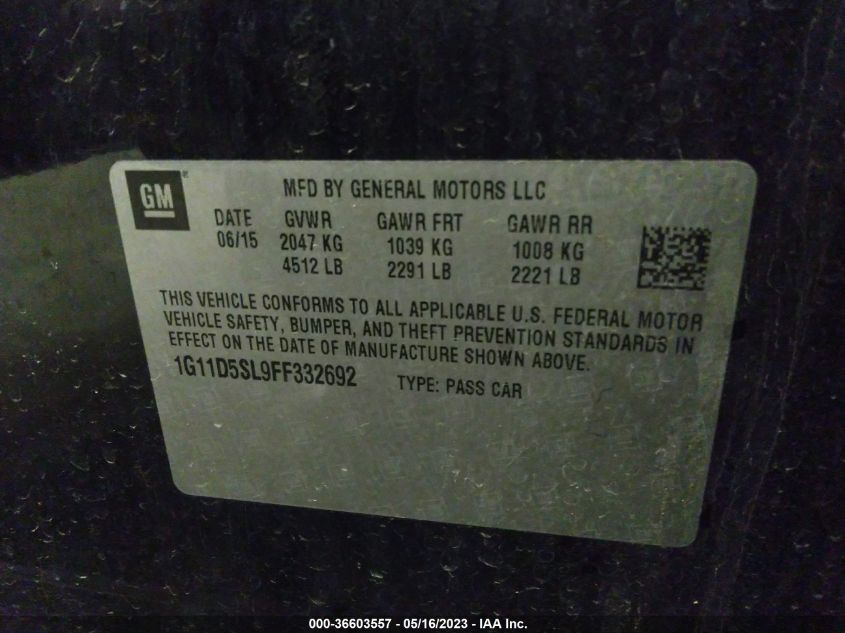 GM
MFD BY GENERAL MOTORS LLC
DATE GVWR GAWR FRT GAWR RR
06/15 2047 KG 1039 KG 1008 KG
4512 LB 2291 LB 2221 LB
THIS VEHICLE CONFORMS TO ALL APPLICABLE U.S. FEDERAL MOTOR
VEHICLE SAFETY, BUMPER, AND THEFT PREVENTION STANDARDS IN
EFFECT ON THE DATE OF MANUFACTURE SHOWN ABOVE.
1G11D5SL9FF332692 TYPE: PASS CAR
000-36603557 - 05/16/2023 - IAA Inc.